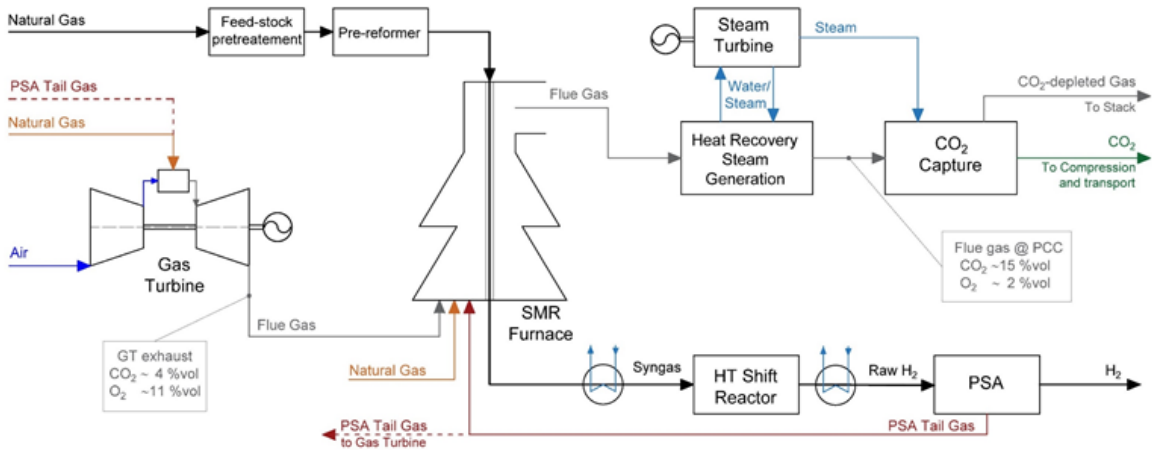 Natural Gas
Feed-stock
pretreatement
Pre-reformer
PSA Tail Gas
Natural Gas
Air
Gas
Turbine
GT exhaust
CO₂ ~ 4 %vol
O₂ ~11 %vol
Flue Gas
Natural Gas
SMR
Furnace
Flue Gas
Steam
Turbine
Steam
Water/
Steam
Heat Recovery
Steam
Generation
CO₂
Capture
CO₂-depleted Gas
To Stack
CO₂
To Compression
and transport
Flue gas @ PCC
CO₂ ~15 %vol
O₂ ~ 2 %vol
Syngas
HT Shift
Reactor
Raw H₂
PSA
H₂
PSA Tail Gas
PSA Tail Gas
to Gas Turbine